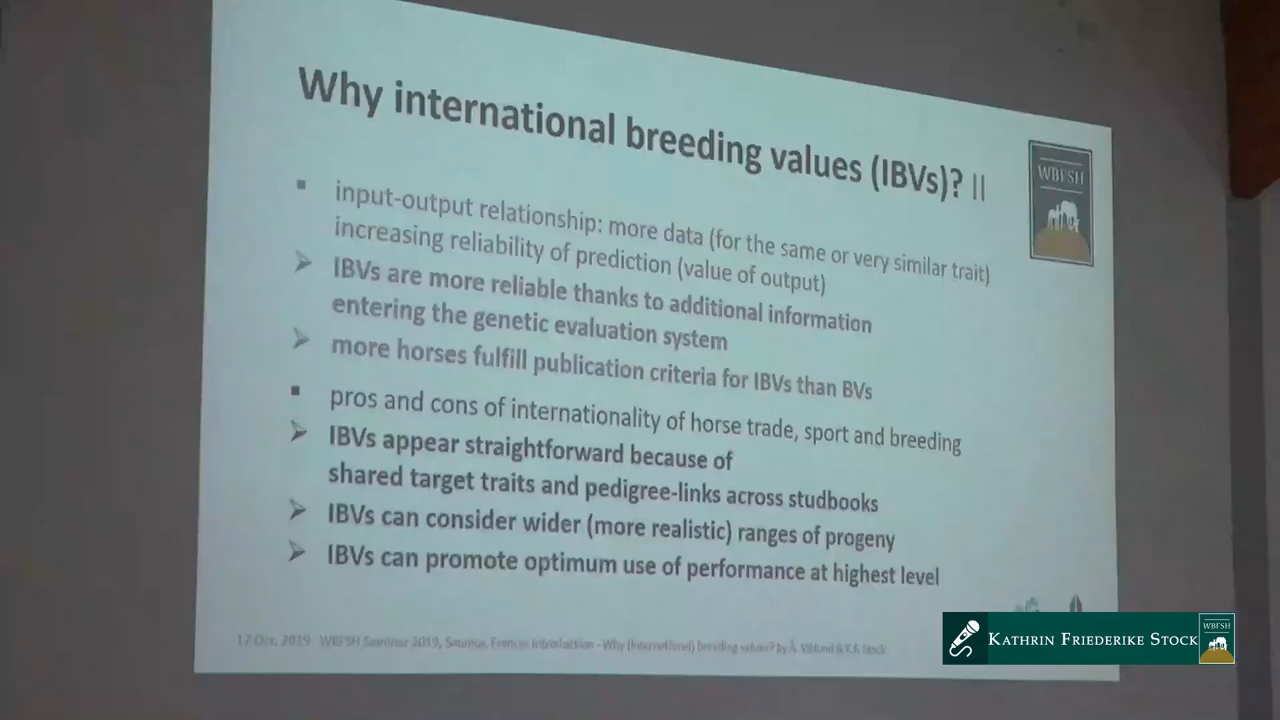 Why international breeding values (IBVs)? II
WBFSH
▪ input-output relationship: more data (for the same or very similar trait)
increasing reliability of prediction (value of output)
➢ IBVs are more reliable thanks to additional information
entering the genetic evaluation system
➢ more horses fulfill publication criteria for IBVs than BVs
▪ pros and cons of internationality of horse trade, sport and breeding
➢ IBVs appear straightforward because of
shared target traits and pedigree-links across studbooks
➢ IBVs can consider wider (more realistic) ranges of progeny
➢ IBVs can promote optimum use of performance at highest level
17 Oct. 2019 WBFSH Seminar 2019, Saumur, France: Introduction - Why (international) breeding values? by Å. Viklund & K.F. Stock
KATHRIN FRIEDERIKE STOCK
WBFSH